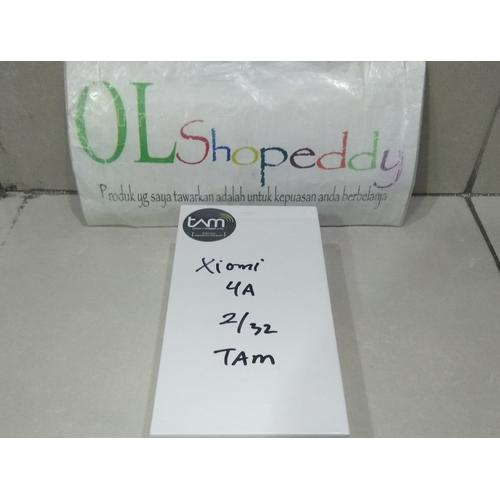 OLShopeddy
Produk yg saya tawarkan adalah untuk kepuasan anda berbelanja
tam
Xiomi
4A
2/32
TAM